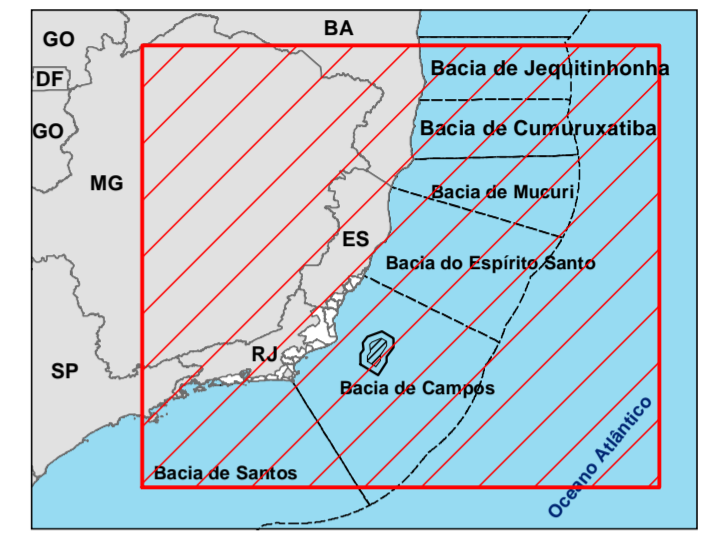 BA
GO
Bacia de Jequitinhonha
DF
GO
Bacia de Cumuruxatiba
MG
Bacia de Mucuri
ES
Bacia do Espírito Santo
RJ
SP
Bacia de Campos
Oceano Atlântico
Bacia de Santos